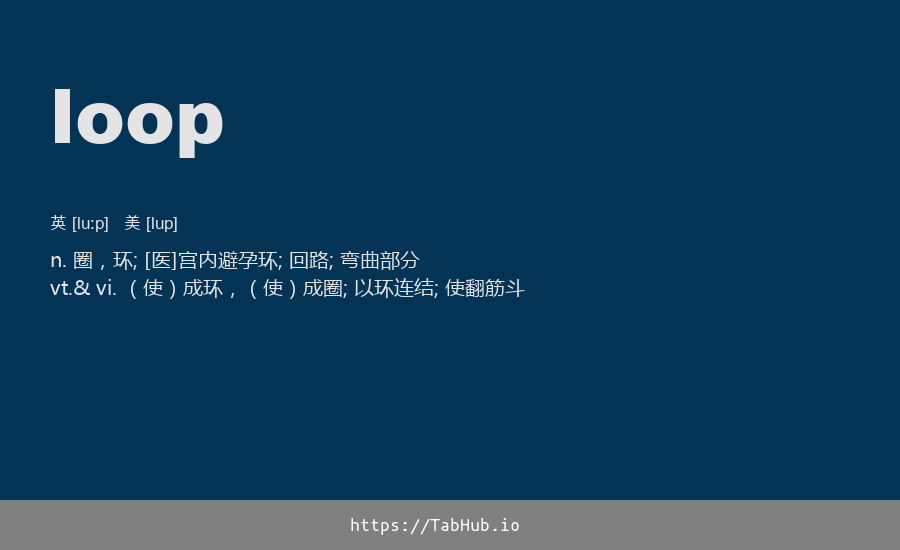 loop
英 [lu:p] 美 [lup]
n. 圈，环; [医]宫内避孕环; 回路; 弯曲部分
vt.& vi. （使）成环，（使）成圈; 以环连结; 使翻筋斗
https://TabHub.io